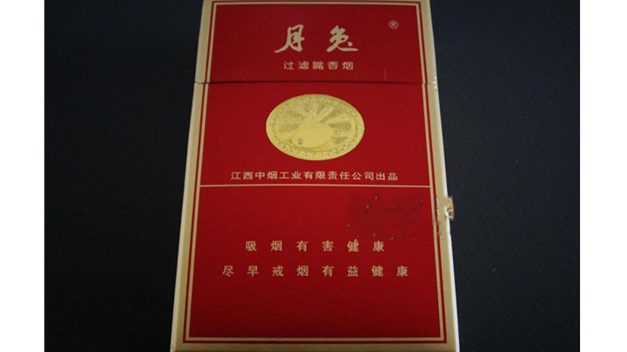 月兔®
过滤嘴香烟
江西中烟工业有限责任公司出品
吸烟有害健康
尽早戒烟有益健康